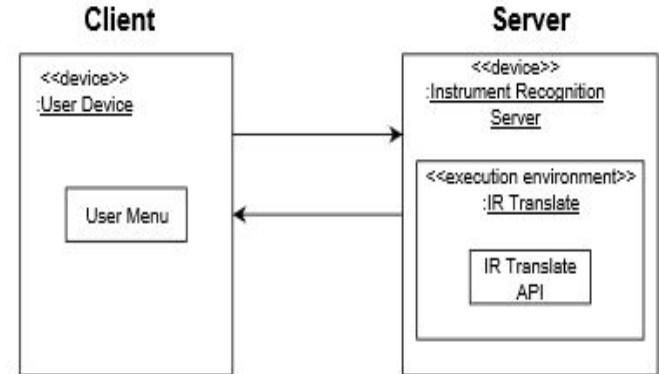 Client
<<device>>
:User Device
User Menu
Server
<<device>>
:Instrument Recognition
Server
<<execution environment>>
:IR Translate
IR Translate
API